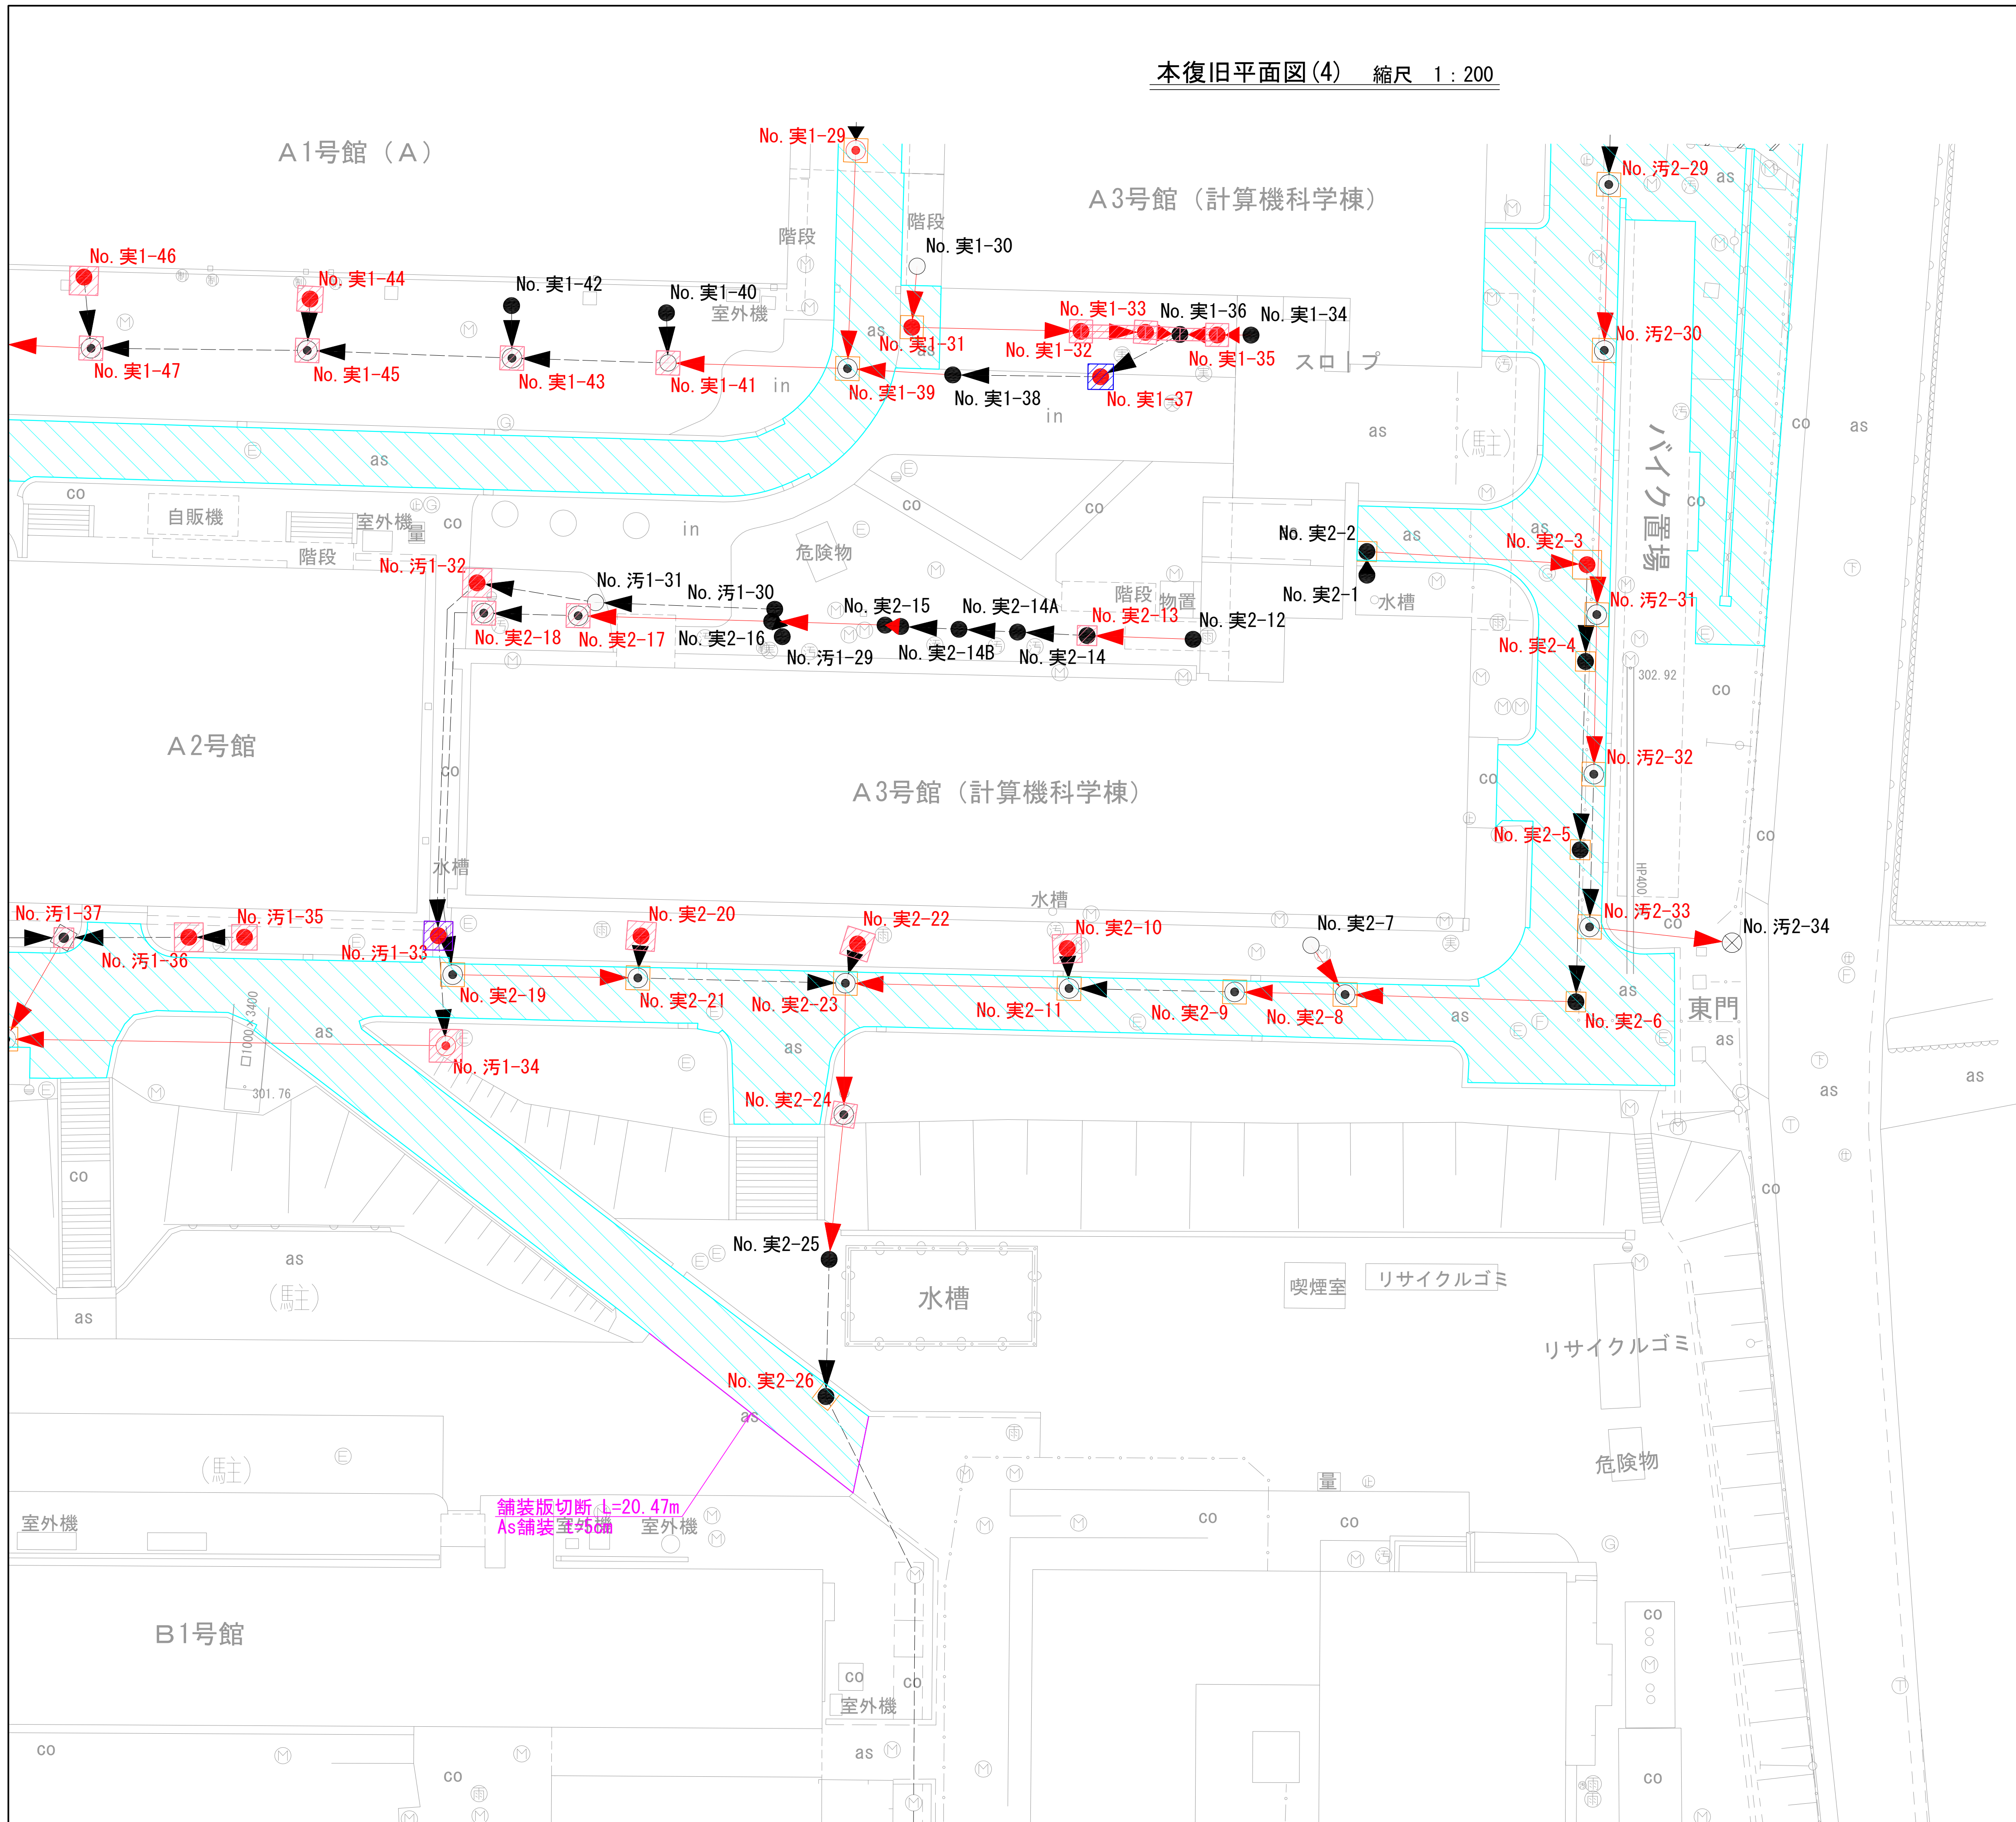 本復旧平面図(4) 縮尺 1:200
A1号館(A)
No.実1-29
A3号館(計算機科学棟)
No.汚2-29
as
階段
階段
No.実1-30
No.実1-46
No.実1-44
No.実1-42
No.実1-40
室外機
as
No.実1-31
as
No.実1-33
No.実1-36
No.実1-34
No.実1-32
No.実1-35
スロープ
No.汚2-30
No.実1-47
No.実1-45
No.実1-43
No.実1-41
in
No.実1-39
No.実1-38
No.実1-37
in
as
(駐)
バイク置場
co
as
as
co
自販機
室外機
量
co
階段
in
危険物
co
co
co
No.実2-2
as
as
No.実2-3
No.実2-1
水槽
No.汚1-32
No.汚1-31
No.汚1-30
No.実2-15
No.実2-14A
階段
物置
No.実2-13
No.実2-12
No.汚2-31
No.実2-18
No.実2-17
No.実2-16
No.汚1-29
No.実2-14B
No.実2-14
No.実2-4
302.92
co
A2号館
co
A3号館(計算機科学棟)
No.汚2-32
co
No.実2-5
co
水槽
HP400
水槽
No.汚1-37
No.汚1-35
No.実2-20
No.実2-22
No.実2-10
No.実2-7
No.汚2-33
co
No.汚2-34
No.汚1-36
No.汚1-33
No.実2-19
No.実2-21
No.実2-23
No.実2-11
No.実2-9
No.実2-8
No.実2-6
as
as
東門
as
□1000×3400
as
as
301.76
No.汚1-34
No.実2-24
as
as
co
co
as
(駐)
as
No.実2-25
水槽
喫煙室
リサイクルゴミ
リサイクルゴミ
No.実2-26
as
(駐)
危険物
舗装版切断 L=20.47m
As舗装 t=5cm
室外機
室外機
室外機
量
co
co
B1号館
co
co
co
室外機
co
co
as
co